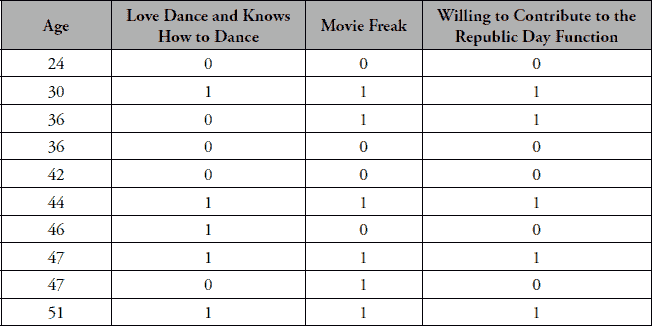 Age Love Dance and Knows How to Dance Movie Freak Willing to Contribute to the Republic Day Function
24 0 0 0
30 1 1 1
36 0 1 1
36 0 0 0
42 0 0 0
44 1 1 1
46 1 0 0
47 1 1 1
47 0 1 0
51 1 1 1